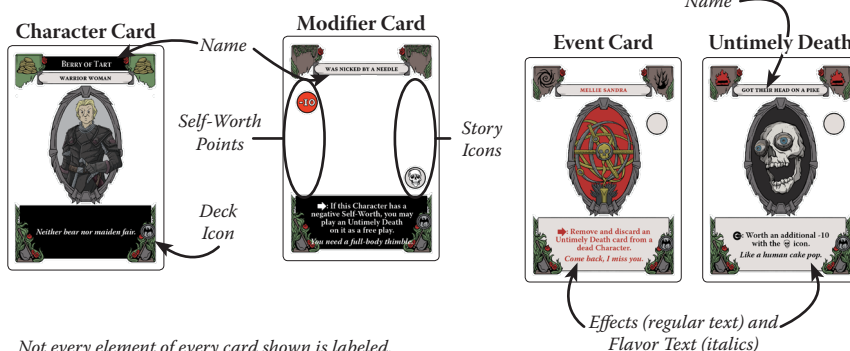 Character Card
Name
Modifier Card
BERRY OF TART
WARRIOR WOMAN
Neither bear nor maiden fair.
WAS NICKED BY A NEEDLE
-10
Self-Worth
Points
Story
Icons
Deck
Icon
: If this Character has a
negative Self-Worth, you may
play an Untimely Death
on it as a free play.
You need a full-body thimble.
Name
Event Card
Untimely Death
MELLIE SANDRA
GOT THEIR HEAD ON A PIKE
: Remove and discard an
Untimely Death card from a
dead Character.
Come back, I miss you.
: Worth an additional -10
with the icon.
Like a human cake pop.
Effects (regular text) and
Flavor Text (italics)
Not every element of every card shown is labeled.